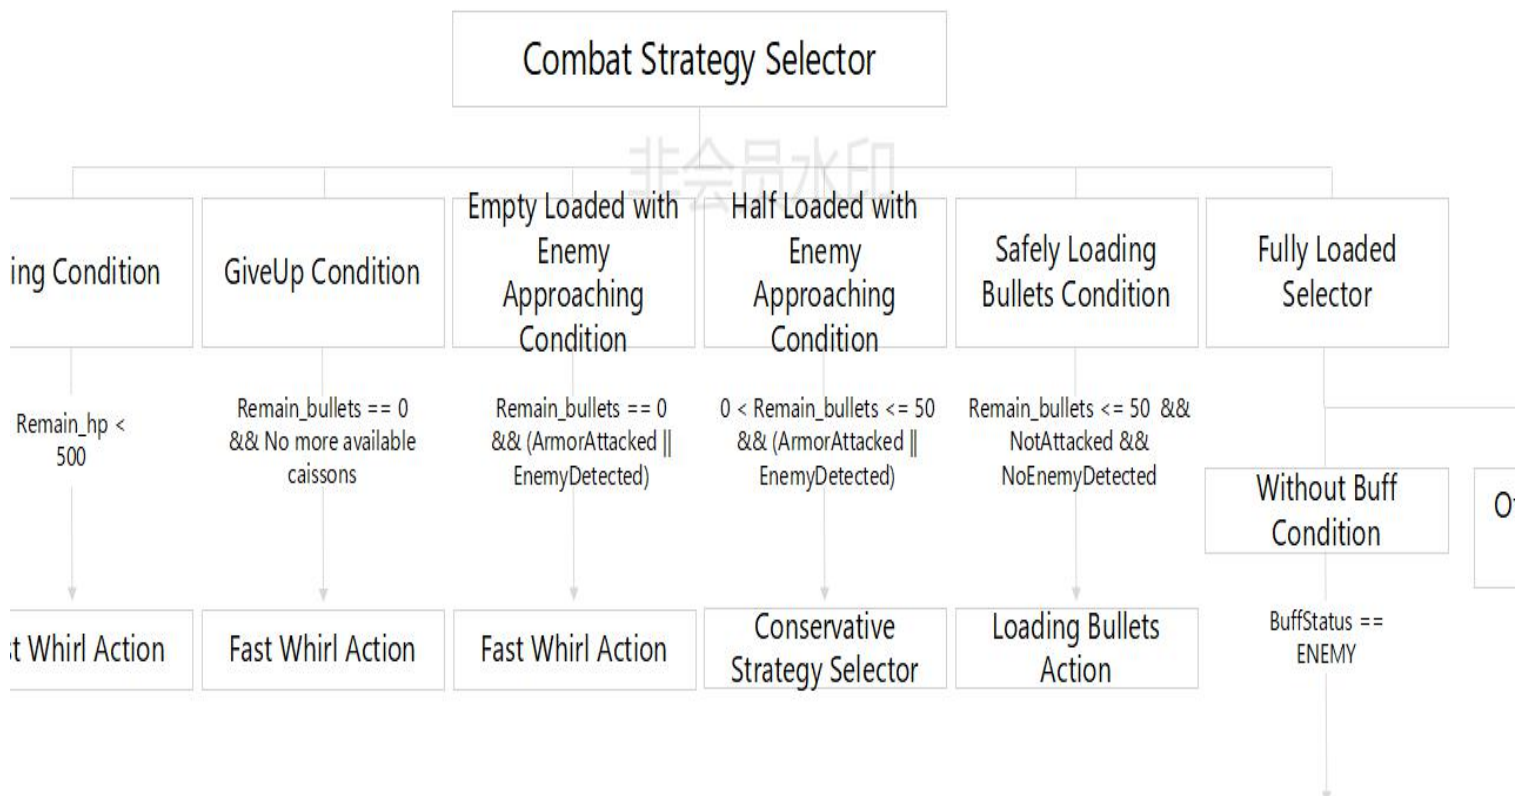 Combat Strategy Selector
非会员水印
ing Condition
GiveUp Condition
Empty Loaded with
Enemy
Approaching
Condition
Half Loaded with
Enemy
Approaching
Condition
Safely Loading
Bullets Condition
Fully Loaded
Selector
Remain_hp <
500
Remain_bullets == 0
&& No more available
caissons
Remain_bullets == 0
&& (ArmorAttacked ||
EnemyDetected)
0 < Remain_bullets <= 50
&& (ArmorAttacked ||
EnemyDetected)
Remain_bullets <= 50 &&
NotAttacked &&
NoEnemyDetected
Without Buff
Condition
BuffStatus ==
ENEMY
Whirl Action
Fast Whirl Action
Fast Whirl Action
Conservative
Strategy Selector
Loading Bullets
Action